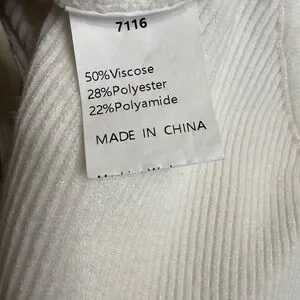 7116
50%Viscose
28%Polyester
22%Polyamide
MADE IN CHINA